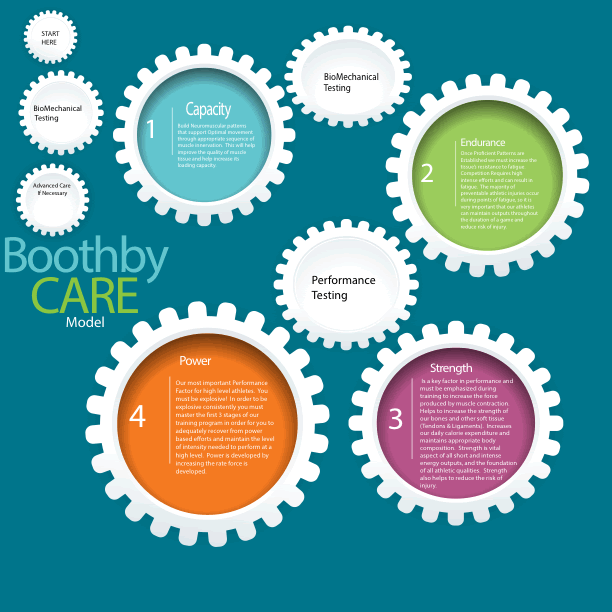 START
HERE
BioMechanical
Testing
Advanced Care
If Necessary
Boothby
CARE
Model
1
Capacity
Build Neuromuscular patterns
that support Optimal movement
through appropriate sequence of
muscle intervation. This will help
improve the quality of muscle
tissue and help increase its
loading capacity.
BioMechanical
Testing
2
Endurance
Once Proficient Patterns are
Established we must increase the
tissue's resistance to fatigue.
Competition Requires high
intense efforts and can result in
fatigue. The majority of
preventable athletic injuries occur
during points of fatigue, so it is
very important that our athletes
can maintain outputs throughout
the duration of a game and
reduce risk of injury.
Performance
Testing
3
Strength
Is a key factor in performance and
must be emphasized during
training to increase the force
produced by muscle contraction.
Helps to increase the strength of
our bones and other soft tissue
(Tendons & Ligaments). Increases
our daily calorie expenditure and
maintains appropriate body
composition. Strength is vital
aspect of all short and intense
energy outputs, and the foundation
of all athletic qualities. Strength
also helps to reduce the risk of
injury.
4
Power
Our most important Performance
Factor for high level athletes. You
must be explosive! In order to be
explosive consistently you must
master the first 3 stages of our
training program in order for you to
adequately recover from power
based efforts and maintain the level
of intensity needed to perform at a
high level. Power is developed by
increasing the rate force is
developed.